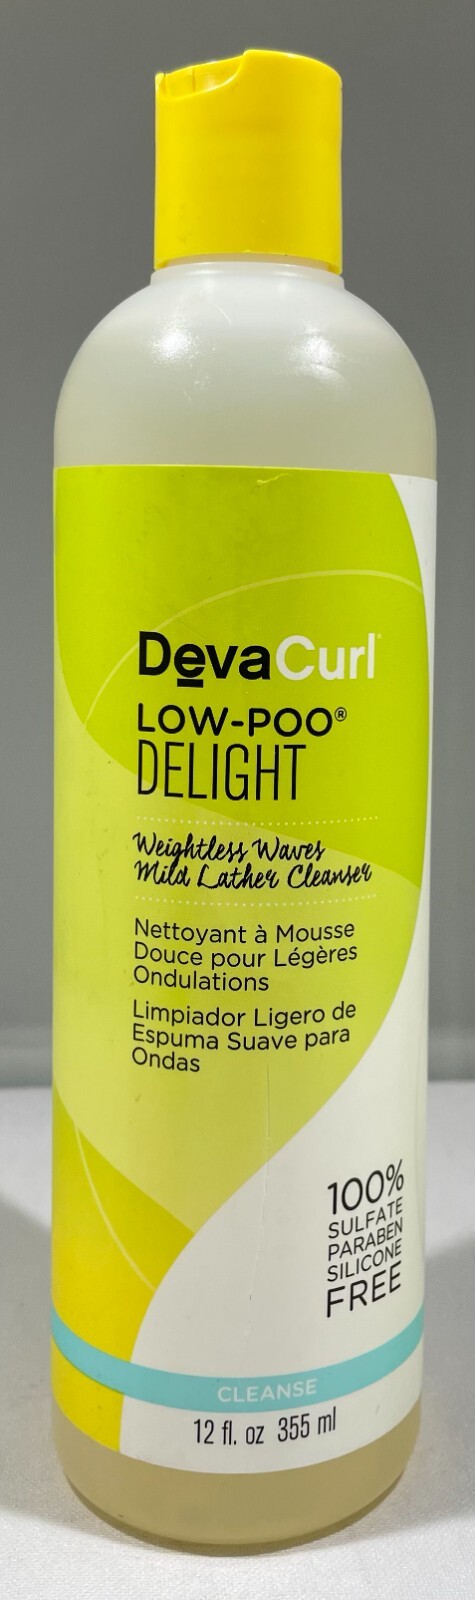 DevaCurl
LOW-POO®
DELIGHT
Weightless Waves
Mild Lather Cleanser
Nettoyant à Mousse
Douce pour Légères
Ondulations
Limpiador Ligero de
Espuma Suave para
Ondas
100%
SULFATE
PARABEN
SILICONE
FREE
CLEANSE
12 fl. oz 355 ml